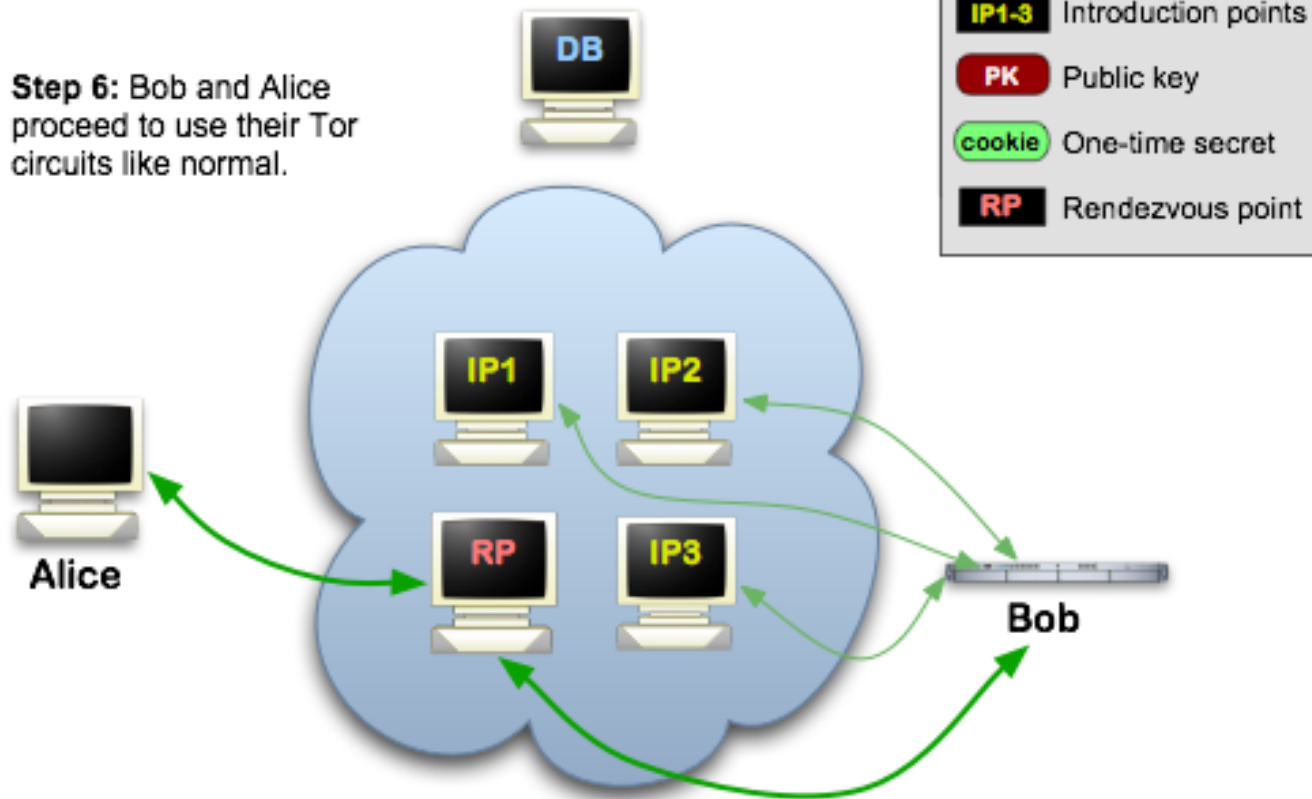 DB
IP1-3 Introduction points
Step 6: Bob and Alice
proceed to use their Tor
circuits like normal.
PK Public key
cookie One-time secret
RP Rendezvous point
IP1 IP2
Alice
RP IP3
Bob